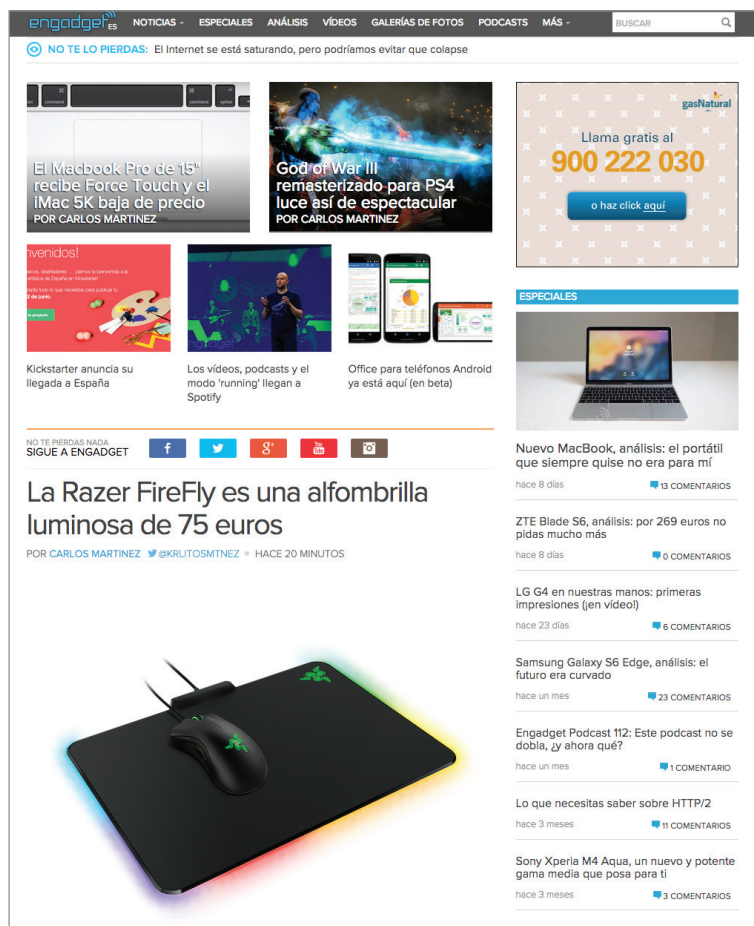 engadget ES
NOTICIAS
ESPECIALES
ANÁLISIS
VÍDEOS
GALERÍAS DE FOTOS
PODCASTS
MÁS
BUSCAR
NO TE LO PIERDAS: El Internet se está saturando, pero podríamos evitar que colapse
command
option
command
option
El Macbook Pro de 15"
recibe Force Touch y el
iMac 5K baja de precio
POR CARLOS MARTINEZ
God of War III
remasterizado para PS4
luce así de espectacular
POR CARLOS MARTINEZ
gasNatural
Llama gratis al
900 222 030
o haz click aquí
Kickstarter anuncia su
llegada a España
Los vídeos, podcasts y el
modo 'running' llegan a
Spotify
Office para teléfonos Android
ya está aquí (en beta)
NO TE PIERDAS NADA
SIGUE A ENGADGET
f
g+
You
Tube
La Razer FireFly es una alfombrilla
luminosa de 75 euros
POR CARLOS MARTINEZ @KRLITOSMTNEZ HACE 20 MINUTOS
ESPECIALES
Nuevo MacBook, análisis: el portátil
que siempre quise no era para mí
hace 8 días
13 COMENTARIOS
ZTE Blade S6, análisis: por 269 euros no
pidas mucho más
hace 8 días
0 COMENTARIOS
LG G4 en nuestras manos: primeras
impresiones (¡en vídeo!)
hace 23 días
6 COMENTARIOS
Samsung Galaxy S6 Edge, análisis: el
futuro era curvado
hace un mes
23 COMENTARIOS
Engadget Podcast 112: Este podcast no se
dobla, ¿y ahora qué?
hace un mes
1 COMENTARIO
Lo que necesitas saber sobre HTTP/2
hace 3 meses
11 COMENTARIOS
Sony Xperia M4 Aqua, un nuevo y potente
gama media que posa para ti
hace 3 meses
3 COMENTARIOS